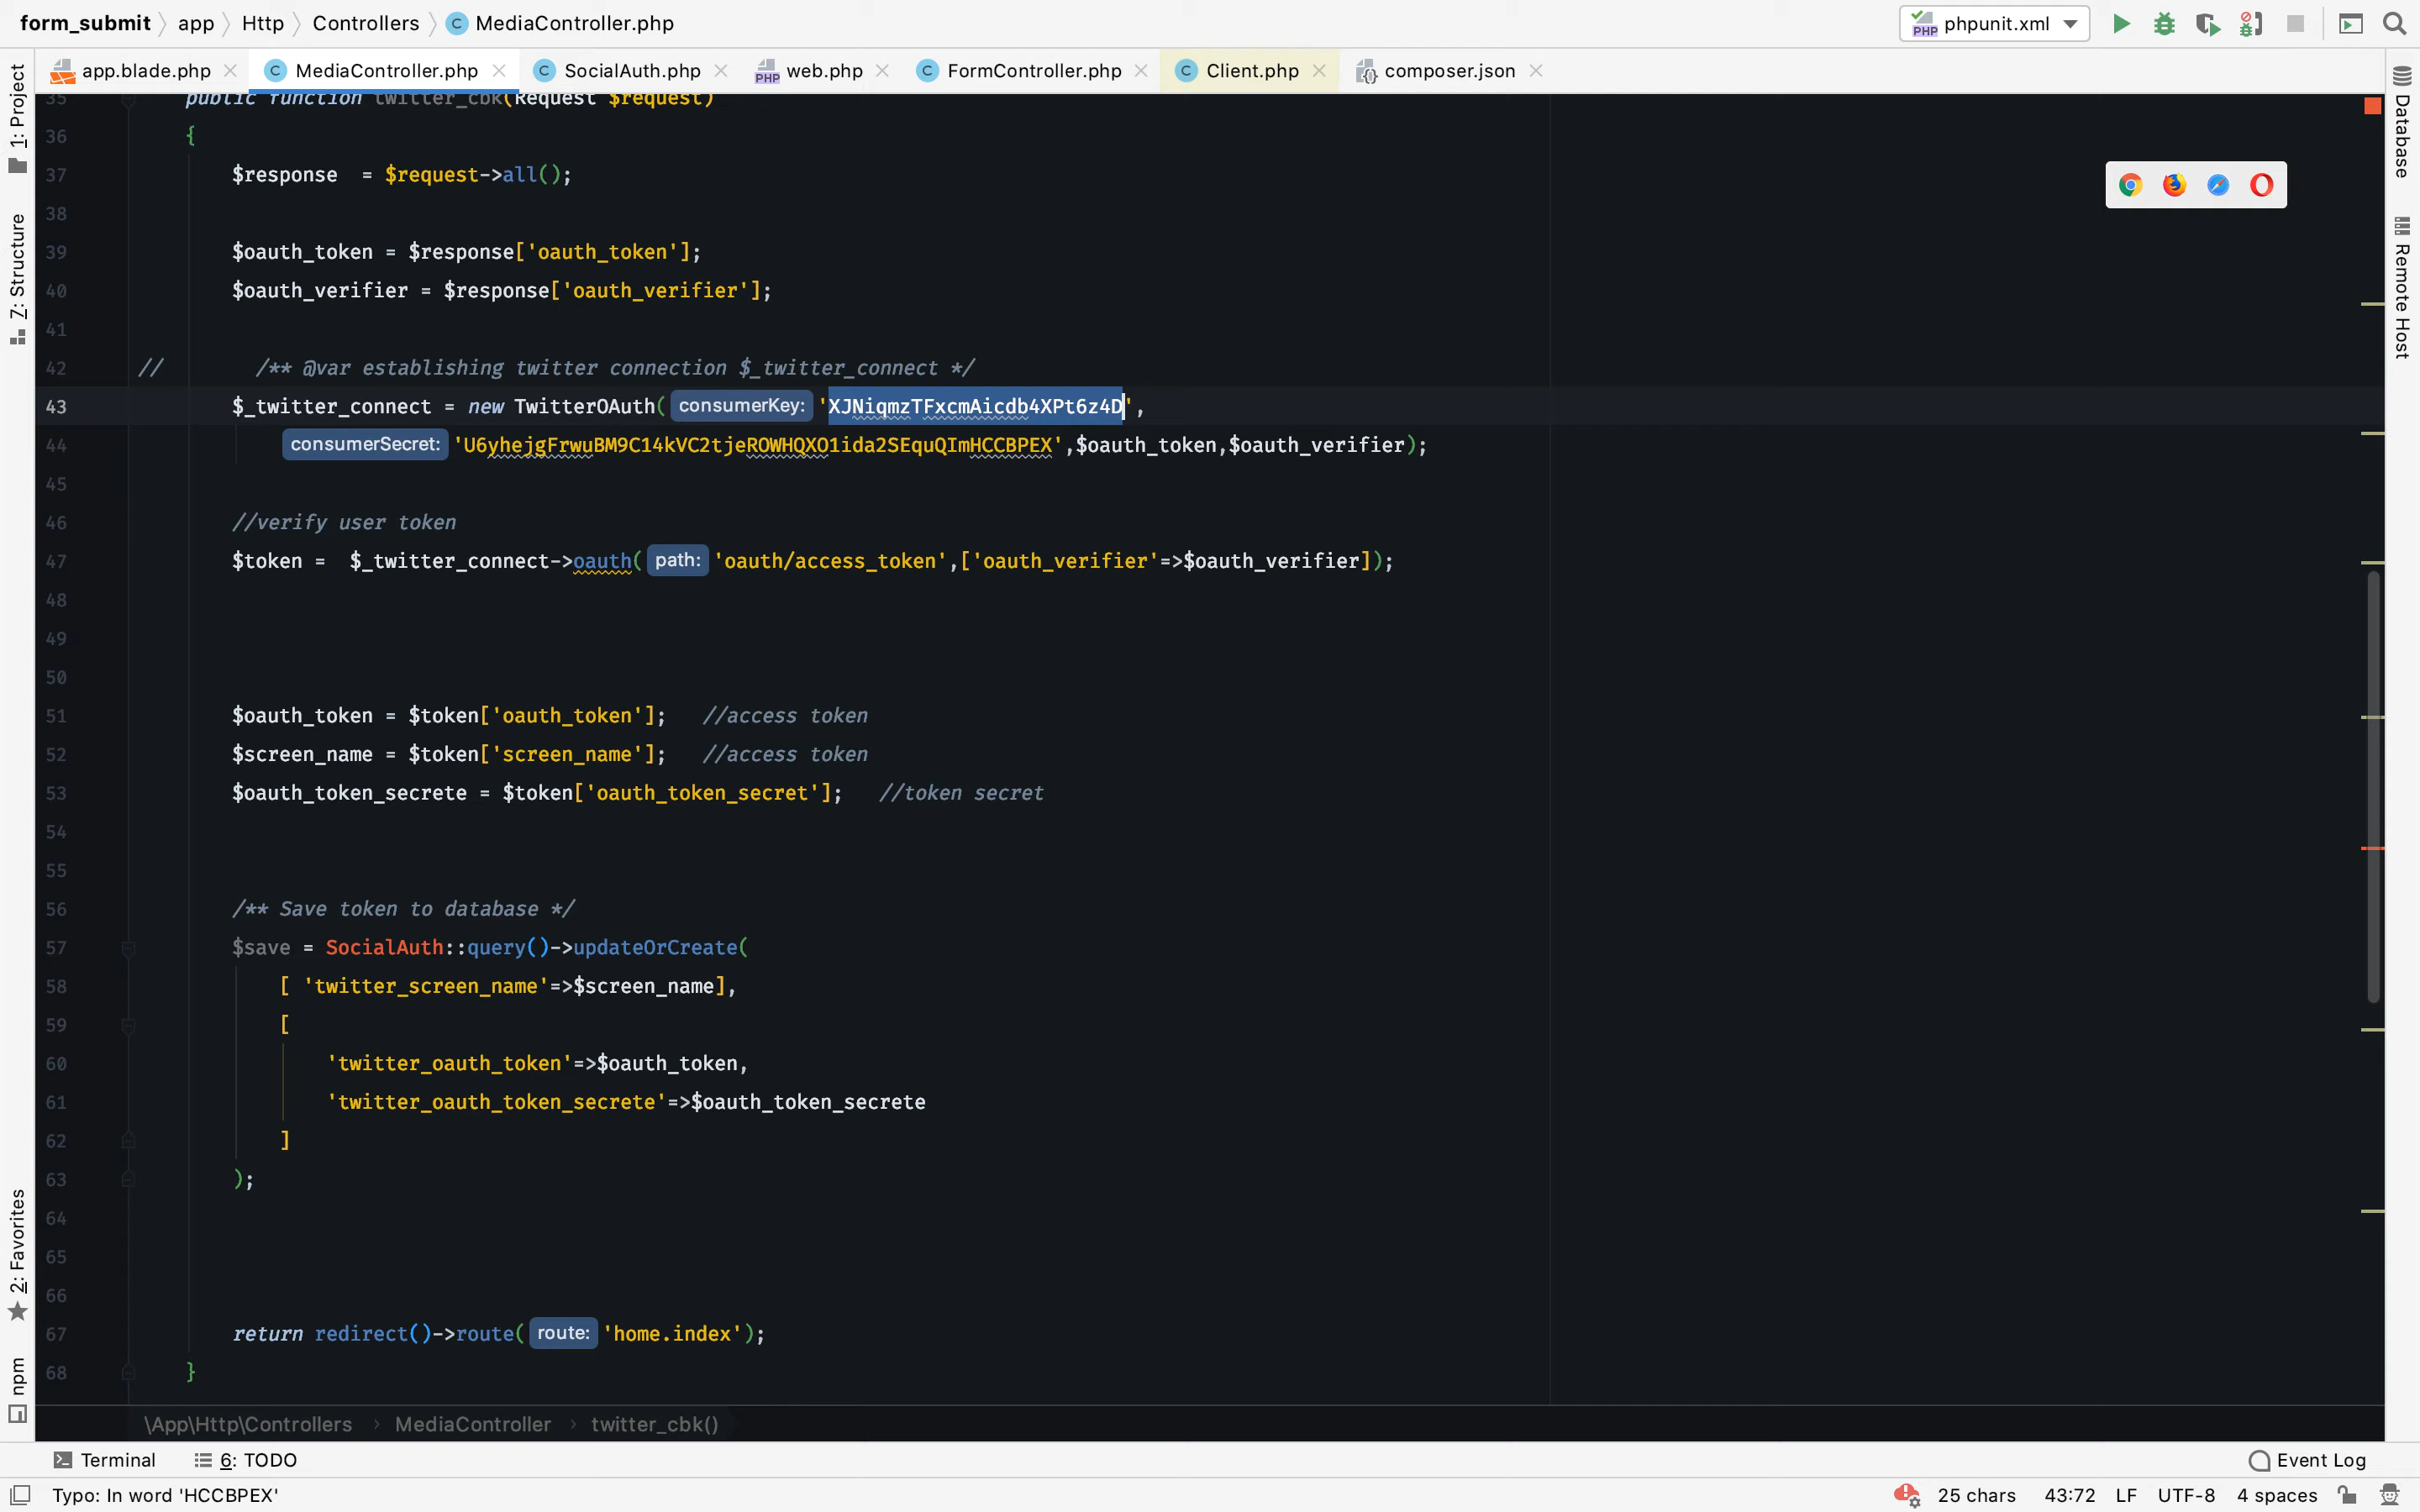 form_submit app Http Controllers C MediaController.php phpunit.xml
app.blade.php C MediaController.php C SocialAuth.php PHP web.php C FormController.php C Client.php composer.json
35 public function twitter_cbk(Request $request)
36 {
37 $response  = $request->all();
38
39 $oauth_token = $response['oauth_token'];
40 $oauth_verifier = $response['oauth_verifier'];
41
42 // /** @var establishing twitter connection $_twitter_connect */
43 $_twitter_connect = new TwitterOAuth( consumerKey: 'XJNiqmzTFxcmAicdb4XPt6z4D',
44 consumerSecret: 'U6yhejgFrwuBM9C14kVC2tjeROWHQXO1ida2SEquQImHCCBPEX',$oauth_token,$oauth_verifier);
45
46 //verify user token
47 $token =  $_twitter_connect->oauth( path: 'oauth/access_token',['oauth_verifier'=>$oauth_verifier]);
48
49
50
51 $oauth_token = $token['oauth_token'];   //access token
52 $screen_name = $token['screen_name'];   //access token
53 $oauth_token_secrete = $token['oauth_token_secret'];   //token secret
54
55
56 /** Save token to database */
57 $save = SocialAuth::query()->updateOrCreate(
58 [ 'twitter_screen_name'=>$screen_name],
59 [
60 'twitter_oauth_token'=>$oauth_token,
61 'twitter_oauth_token_secrete'=>$oauth_token_secrete
62 ]
63 );
64
65
66
67 return redirect()->route( route: 'home.index');
68 }
\App\Http\Controllers › MediaController › twitter_cbk()
1: Project
7: Structure
2: Favorites
npm
Database
Remote Host
Terminal 6: TODO Event Log
Typo: In word 'HCCBPEX' 25 chars 43:72 LF UTF-8 4 spaces